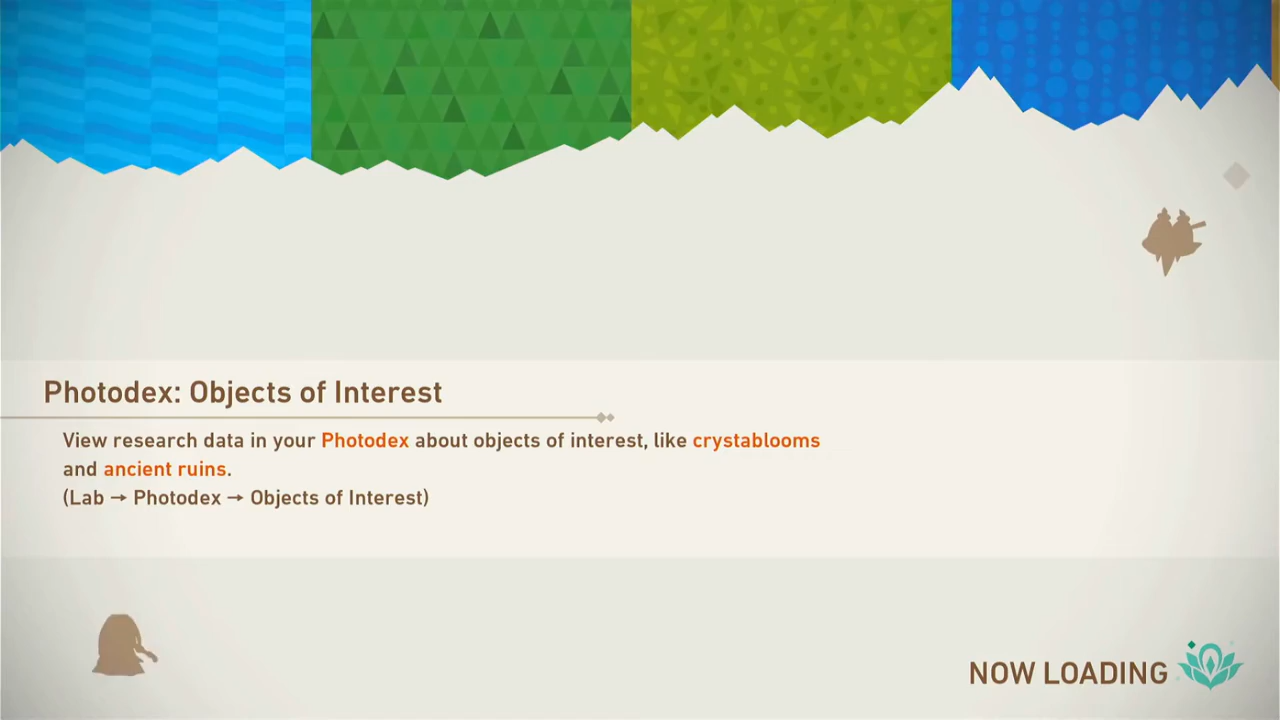 Photodex: Objects of Interest
View research data in your Photodex about objects of interest, like crystablooms
and ancient ruins.
(Lab → Photodex → Objects of Interest)
NOW LOADING